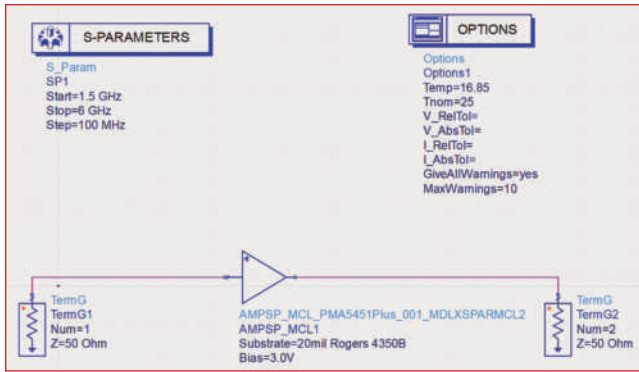 S-PARAMETERS
S_Param
SP1
Start=1.5 GHz
Stop=6 GHz
Step=100 MHz
OPTIONS
Options
Options1
Temp=16.85
Tnom=25
V_RelTol=
V_AbsTol=
I_RelTol=
I_AbsTol=
GiveAllWarnings=yes
MaxWarnings=10
TermG
TermG1
Num=1
Z=50 Ohm
AMPSP_MCL_PMA5451Plus_001_MDLXSPARMCL2
AMPSP_MCL1
Substrate=20mil Rogers 4350B
Bias=3.0V
TermG
TermG2
Num=2
Z=50 Ohm